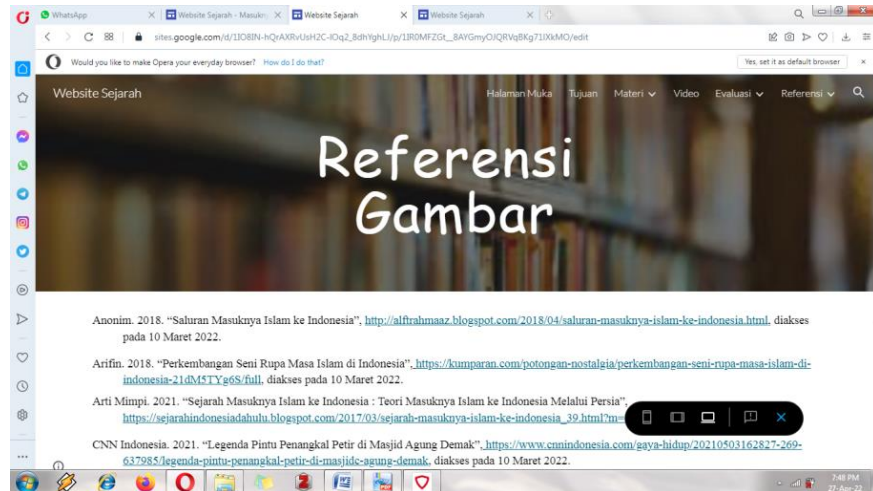 WhatsApp
Website Sejarah - Masukny
Website Sejarah
Website Sejarah
sites.google.com/d/1IO8IN-hQrAXRvUsH2C-IOq2_8dhYghLJ/p/1IR0MFZGt__8AYGmyOJQRVqBKg71IXkMO/edit
Would you like to make Opera your everyday browser? How do I do that?
Yes, set it as default browser
Website Sejarah
Halaman Muka Tujuan Materi Video Evaluasi Referensi
Referensi
Gambar
Anonim. 2018. “Saluran Masuknya Islam ke Indonesia”, http://alftrahmaaz.blogspot.com/2018/04/saluran-masuknya-islam-ke-indonesia.html, diakses
pada 10 Maret 2022.
Arifin. 2018. “Perkembangan Seni Rupa Masa Islam di Indonesia”, https://kumparan.com/potongan-nostalgia/perkembangan-seni-rupa-masa-islam-di-
indonesia-21dM5TYg6S/full, diakses pada 10 Maret 2022.
Arti Mimpi. 2021. “Sejarah Masuknya Islam ke Indonesia : Teori Masuknya Islam ke Indonesia Melalui Persia”,
https://sejarahindonesiadahulu.blogspot.com/2017/03/sejarah-masuknya-islam-ke-indonesia_39.html?m=
CNN Indonesia. 2021. “Legenda Pintu Penangkal Petir di Masjid Agung Demak”, https://www.cnnindonesia.com/gaya-hidup/20210503162827-269-
637985/legenda-pintu-penangkal-petir-di-masjidc-agung-demak, diakses pada 10 Maret 2022.
7:48 PM
27-Apr-22